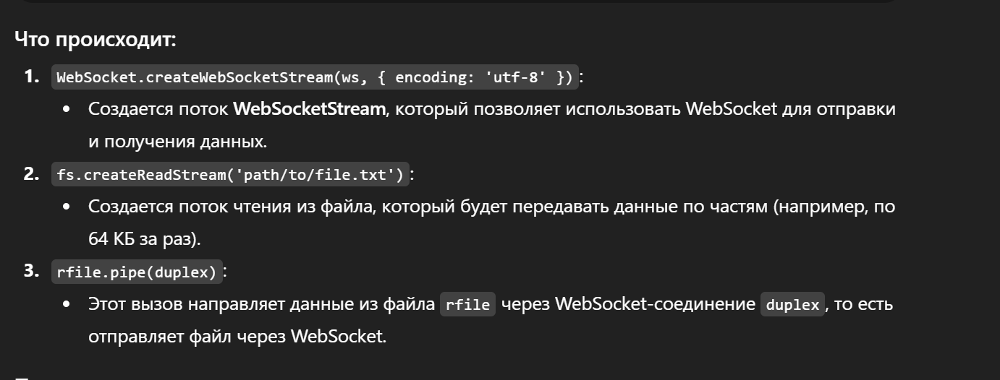 Что происходит:
1. WebSocket.createWebSocketStream(ws, { encoding: 'utf-8' }):
• Создается поток WebSocketStream, который позволяет использовать WebSocket для отправки
и получения данных.
2. fs.createReadStream('path/to/file.txt'):
• Создается поток чтения из файла, который будет передавать данные по частям (например, по
64 КБ за раз).
3. rfile.pipe(duplex):
• Этот вызов направляет данные из файла rfile через WebSocket-соединение duplex, то есть
отправляет файл через WebSocket.